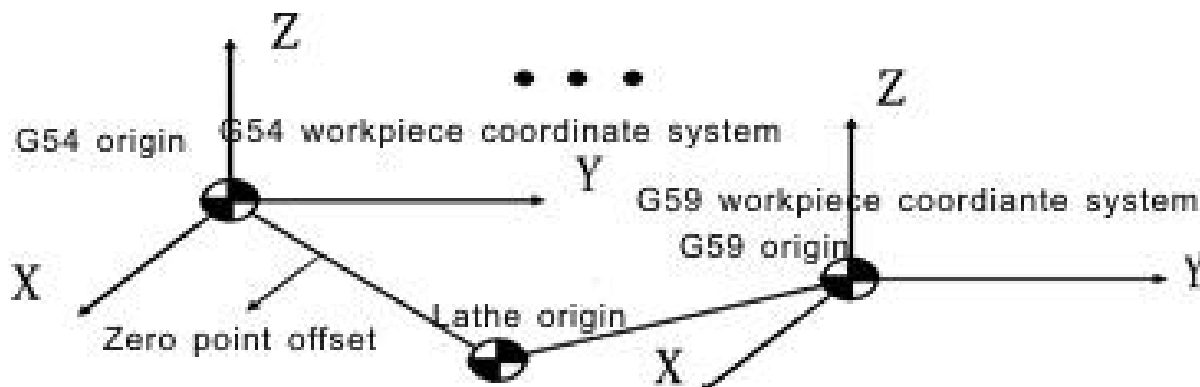 Z
Z
G54 origin
G54 workpiece coordinate system
Y
G59 workpiece coordiante system
G59 origin
X
Y
Lathe origin
Zero point offset
X